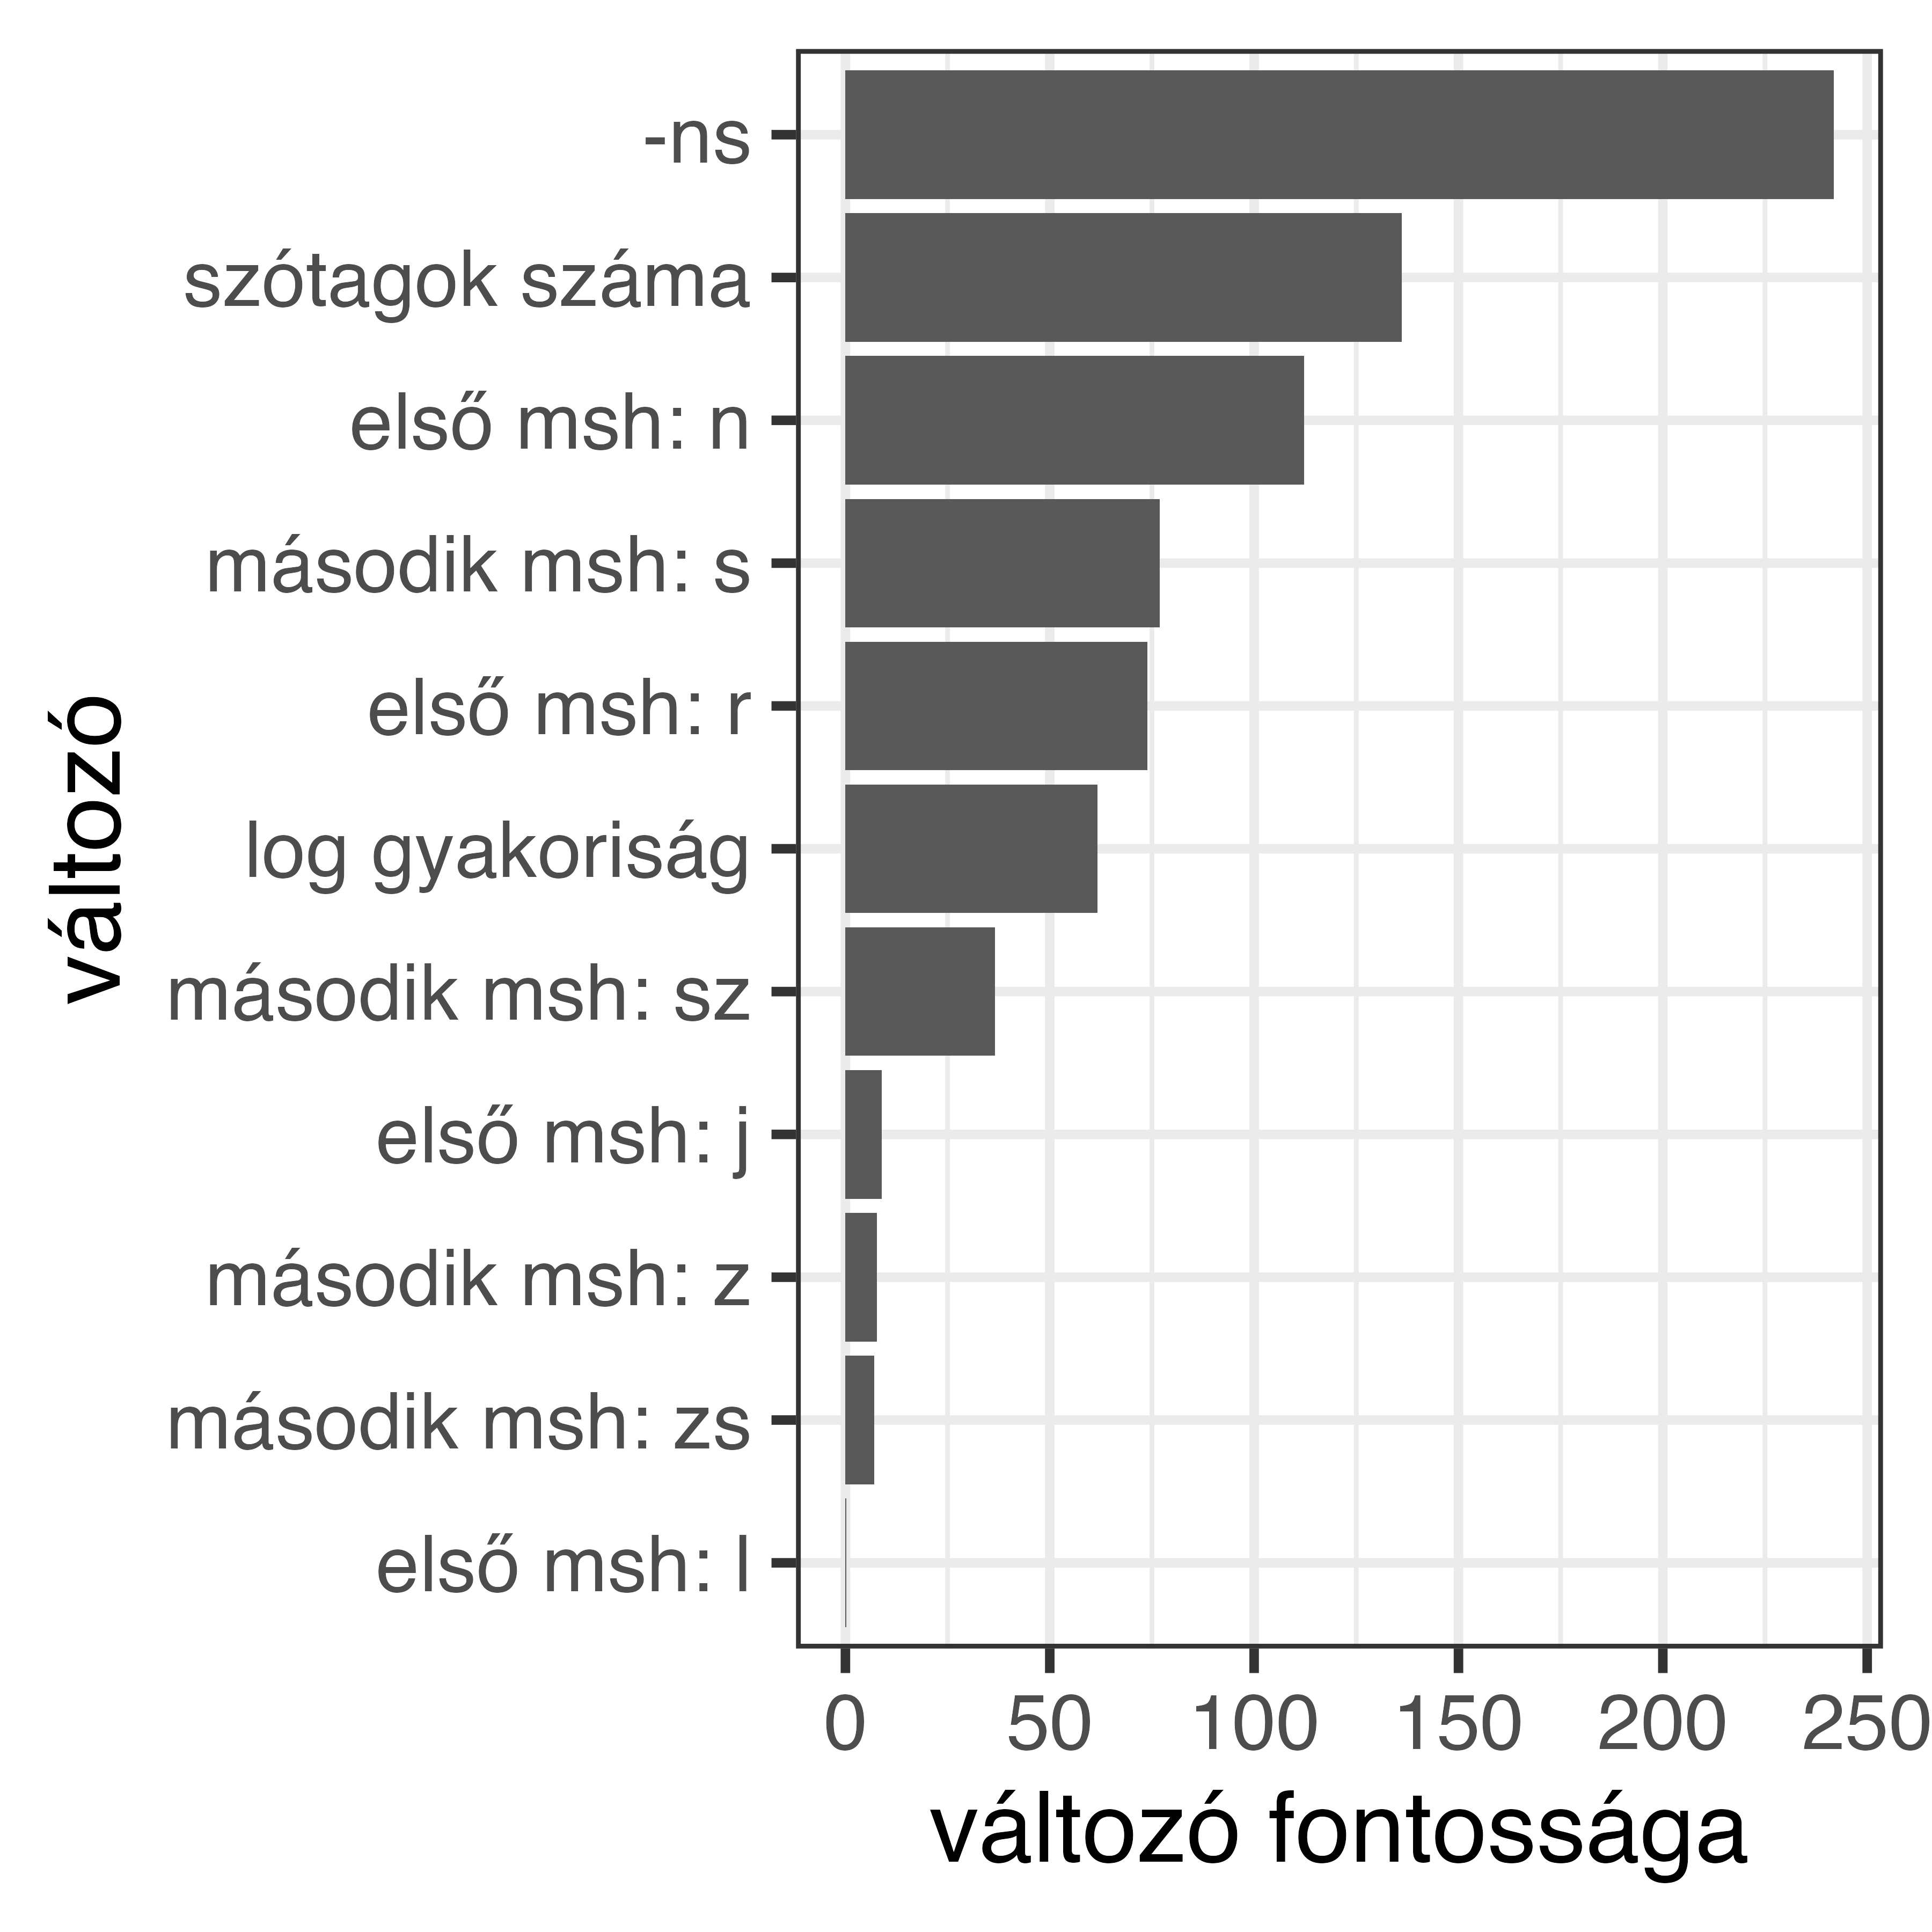 -ns
szótagok száma
első msh: n
második msh: s
első msh: r
log gyakoriság
második msh: sz
első msh: j
második msh: z
második msh: zs
első msh: l
változó
0 50 100 150 200 250
változó fontossága